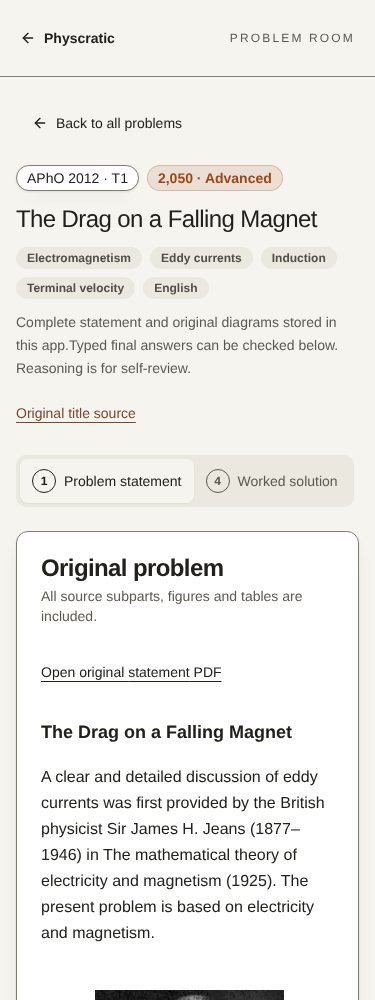 Physcratic
PROBLEM ROOM
Back to all problems
APhO 2012 · T1
2,050 · Advanced
The Drag on a Falling Magnet
Electromagnetism
Eddy currents
Induction
Terminal velocity
English
Complete statement and original diagrams stored in
this app.Typed final answers can be checked below.
Reasoning is for self-review.
Original title source
1 Problem statement
4 Worked solution
Original problem
All source subparts, figures and tables are
included.
Open original statement PDF
The Drag on a Falling Magnet
A clear and detailed discussion of eddy
currents was first provided by the British
physicist Sir James H. Jeans (1877–
1946) in The mathematical theory of
electricity and magnetism (1925). The
present problem is based on electricity
and magnetism.